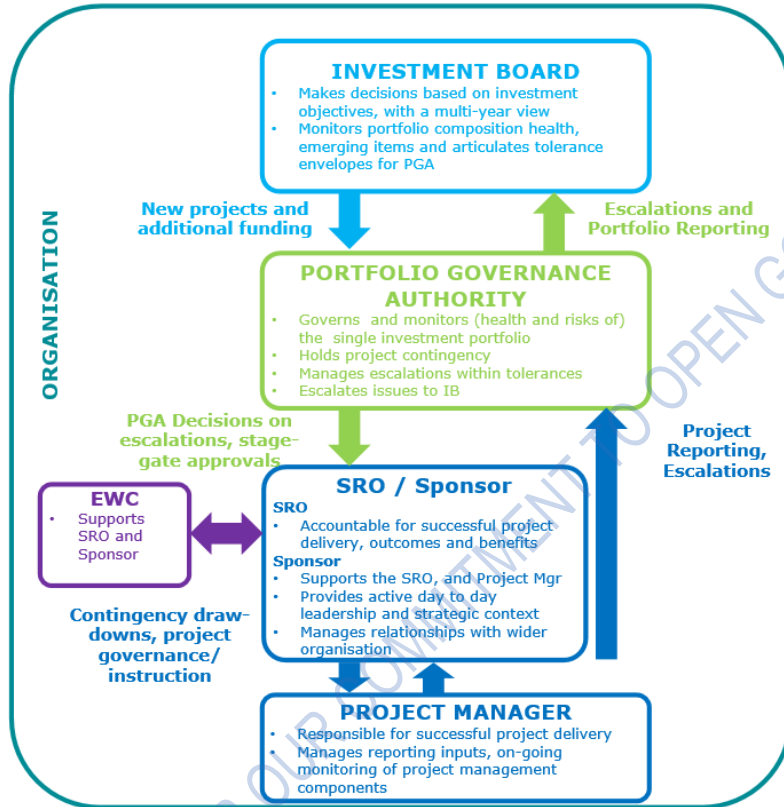 ORGANISATION
INVESTMENT BOARD
• Makes decisions based on investment
objectives, with a multi-year view
• Monitors portfolio composition health,
emerging items and articulates tolerance
envelopes for PGA
New projects and
additional funding
Escalations and
Portfolio Reporting
PORTFOLIO GOVERNANCE
AUTHORITY
• Governs and monitors (health and risks of)
the single investment portfolio
• Holds project contingency
• Manages escalations within tolerances
• Escalates issues to IB
PGA Decisions on
escalations, stage-
gate approvals
Project
Reporting,
Escalations
EWC
• Supports
SRO and
Sponsor
SRO / Sponsor
SRO
• Accountable for successful project
delivery, outcomes and benefits
Sponsor
• Supports the SRO, and Project Mgr
• Provides active day to day
leadership and strategic context
• Manages relationships with wider
organisation
Contingency draw-
downs, project
governance/
instruction
PROJECT MANAGER
• Responsible for successful project delivery
• Manages reporting inputs, on-going
monitoring of project management
components
OUR COMMITMENT TO OPEN